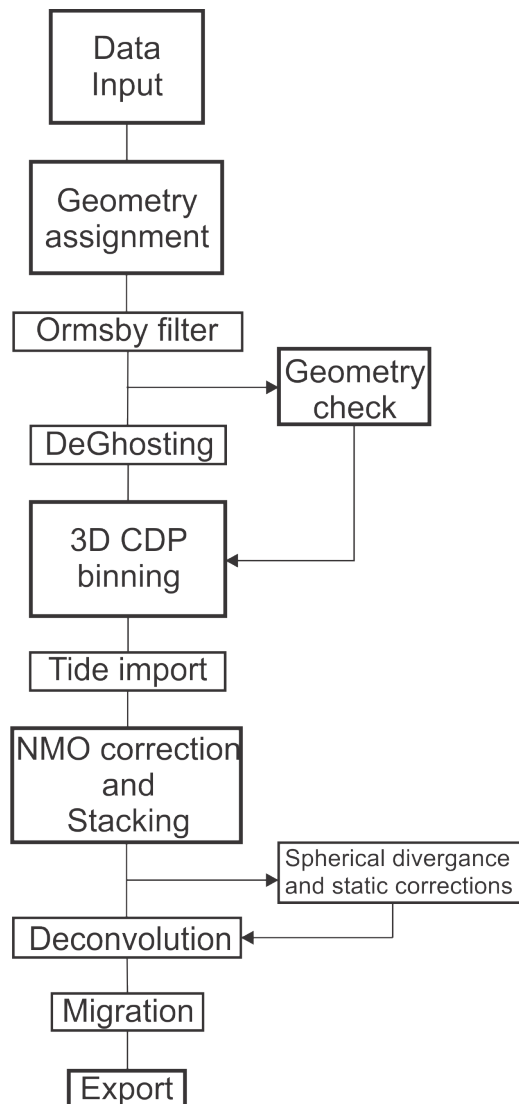 Data
Input
Geometry
assignment
Ormsby filter
Geometry
check
DeGhosting
3D CDP
binning
Tide import
NMO correction
and
Stacking
Spherical divergance
and static corrections
Deconvolution
Migration
Export